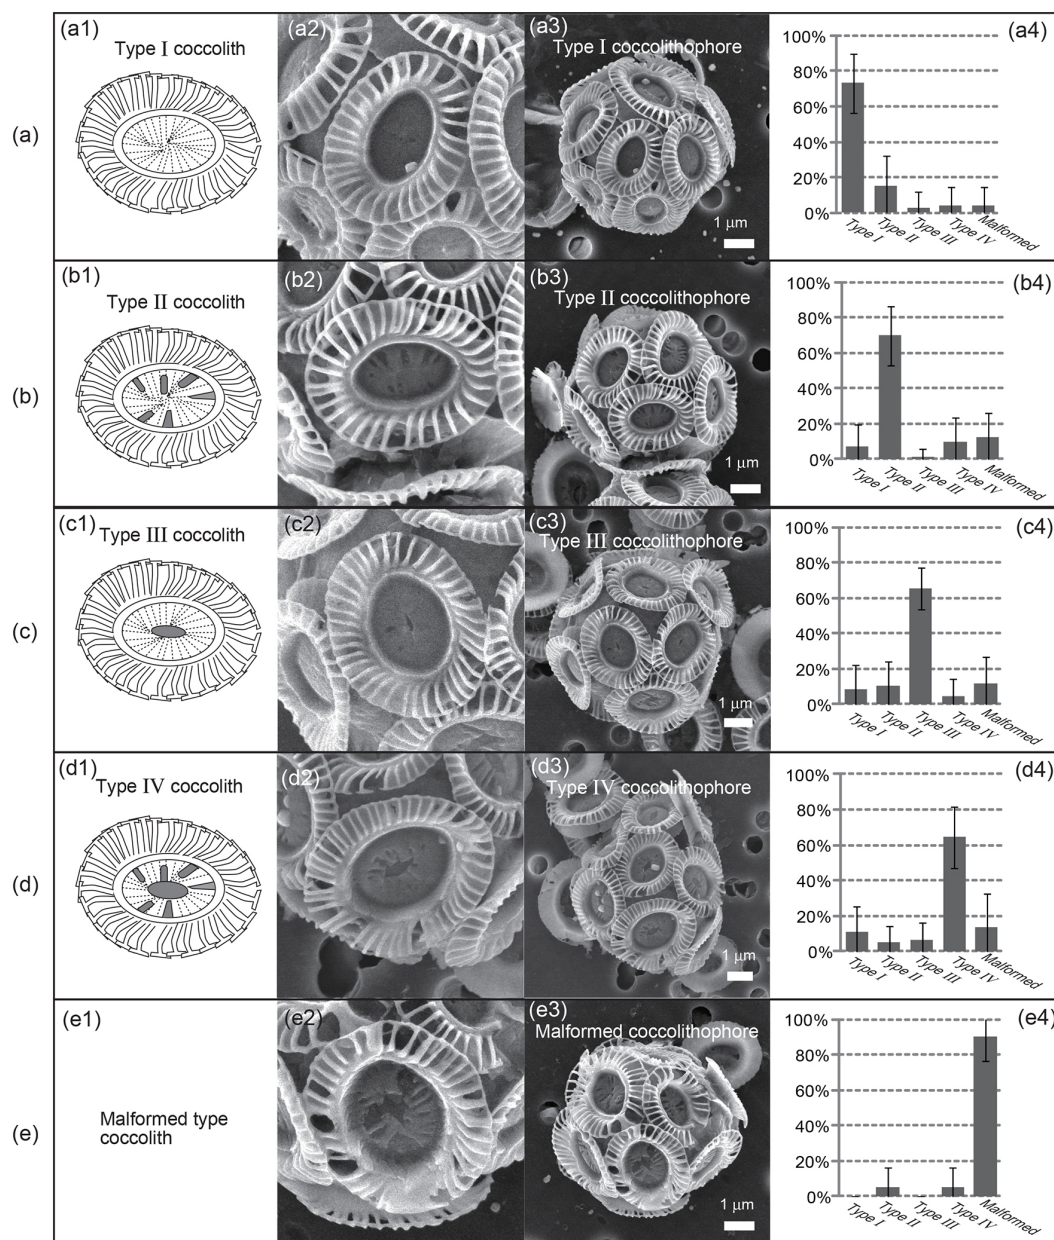 (a)
(a1)
Type I coccolith
(a2)
(a3)
Type I coccolithophore
1 μm
(a4)
100%
80%
60%
40%
20%
0%
Type I
Type II
Type III
Type IV
Malformed
(b)
(b1)
Type II coccolith
(b2)
(b3)
Type II coccolithophore
1 μm
(b4)
100%
80%
60%
40%
20%
0%
Type I
Type II
Type III
Type IV
Malformed
(c)
(c1)
Type III coccolith
(c2)
(c3)
Type III coccolithophore
1 μm
(c4)
100%
80%
60%
40%
20%
0%
Type I
Type II
Type III
Type IV
Malformed
(d)
(d1)
Type IV coccolith
(d2)
(d3)
Type IV coccolithophore
1 μm
(d4)
100%
80%
60%
40%
20%
0%
Type I
Type II
Type III
Type IV
Malformed
(e)
(e1)
Malformed type
coccolith
(e2)
(e3)
Malformed coccolithophore
1 μm
(e4)
100%
80%
60%
40%
20%
0%
Type I
Type II
Type III
Type IV
Malformed